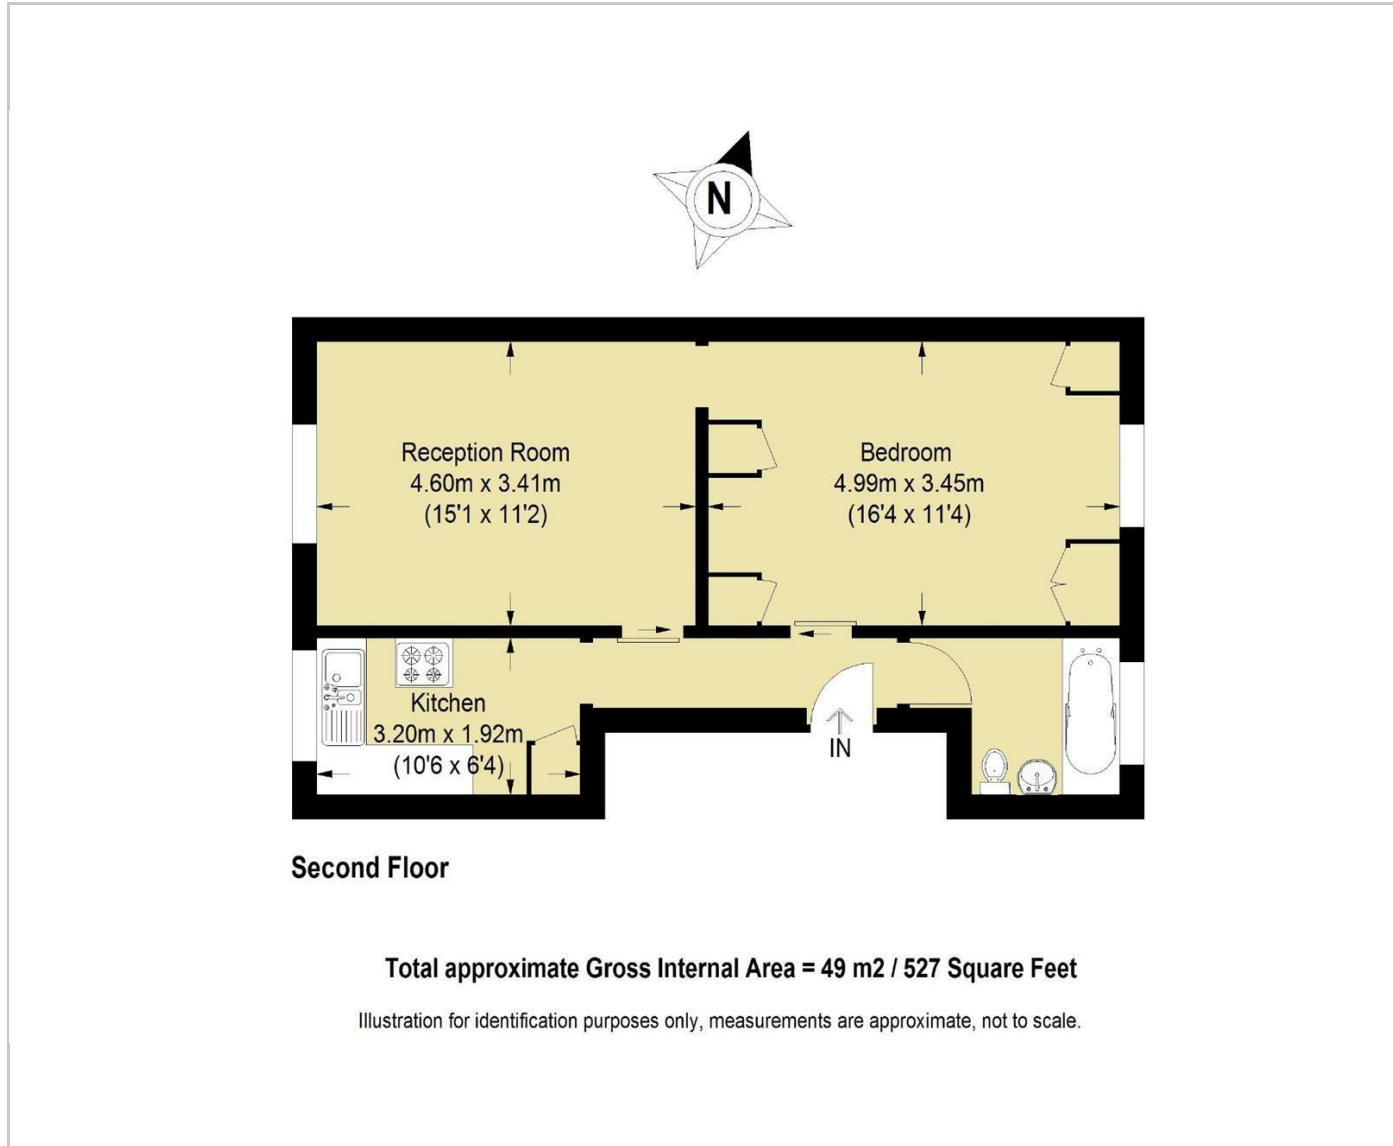 N
Reception Room
4.60m x 3.41m
(15'1 x 11'2)
Bedroom
4.99m x 3.45m
(16'4 x 11'4)
Kitchen
3.20m x 1.92m
(10'6 x 6'4)
IN
Second Floor
Total approximate Gross Internal Area = 49 m2 / 527 Square Feet
Illustration for identification purposes only, measurements are approximate, not to scale.